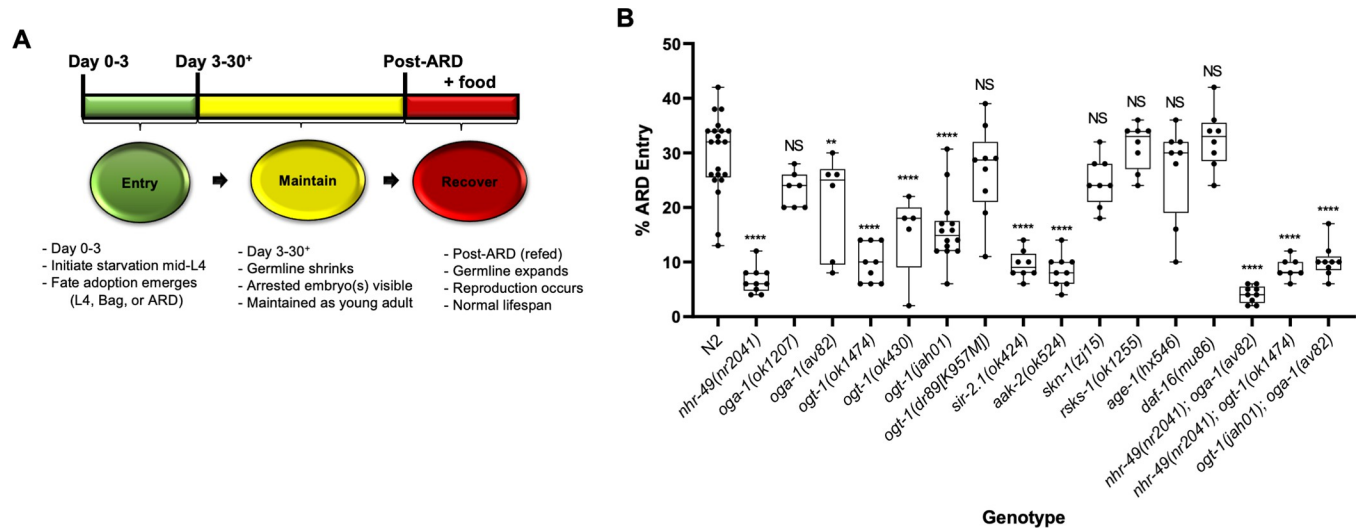 A
Day 0-3
Day 3-30+
Post-ARD
+ food
Entry
Maintain
Recover
- Day 0-3
- Initiate starvation mid-L4
- Fate adoption emerges
(L4, Bag, or ARD)
- Day 3-30+
- Germline shrinks
- Arrested embryo(s) visible
- Maintained as young adult
- Post-ARD (refed)
- Germline expands
- Reproduction occurs
- Normal lifespan
B
% ARD Entry
50
40
30
20
10
0
****
NS
**
****
****
****
NS
****
****
NS
NS
NS
****
****
****
N2
nhr-49(nr2041)
oga-1(ok1207)
oga-1(av82)
ogt-1(ok1474)
ogt-1(ok430)
ogt-1(jah01)
ogt-1(dr89[K957M])
sir-2.1(ok424)
aak-2(ok524)
skn-1(zj15)
rsks-1(ok1255)
age-1(hx546)
daf-16(mu86)
nhr-49(nr2041); oga-1(av82)
nhr-49(nr2041); ogt-1(ok1474)
ogt-1(jah01); oga-1(av82)
Genotype